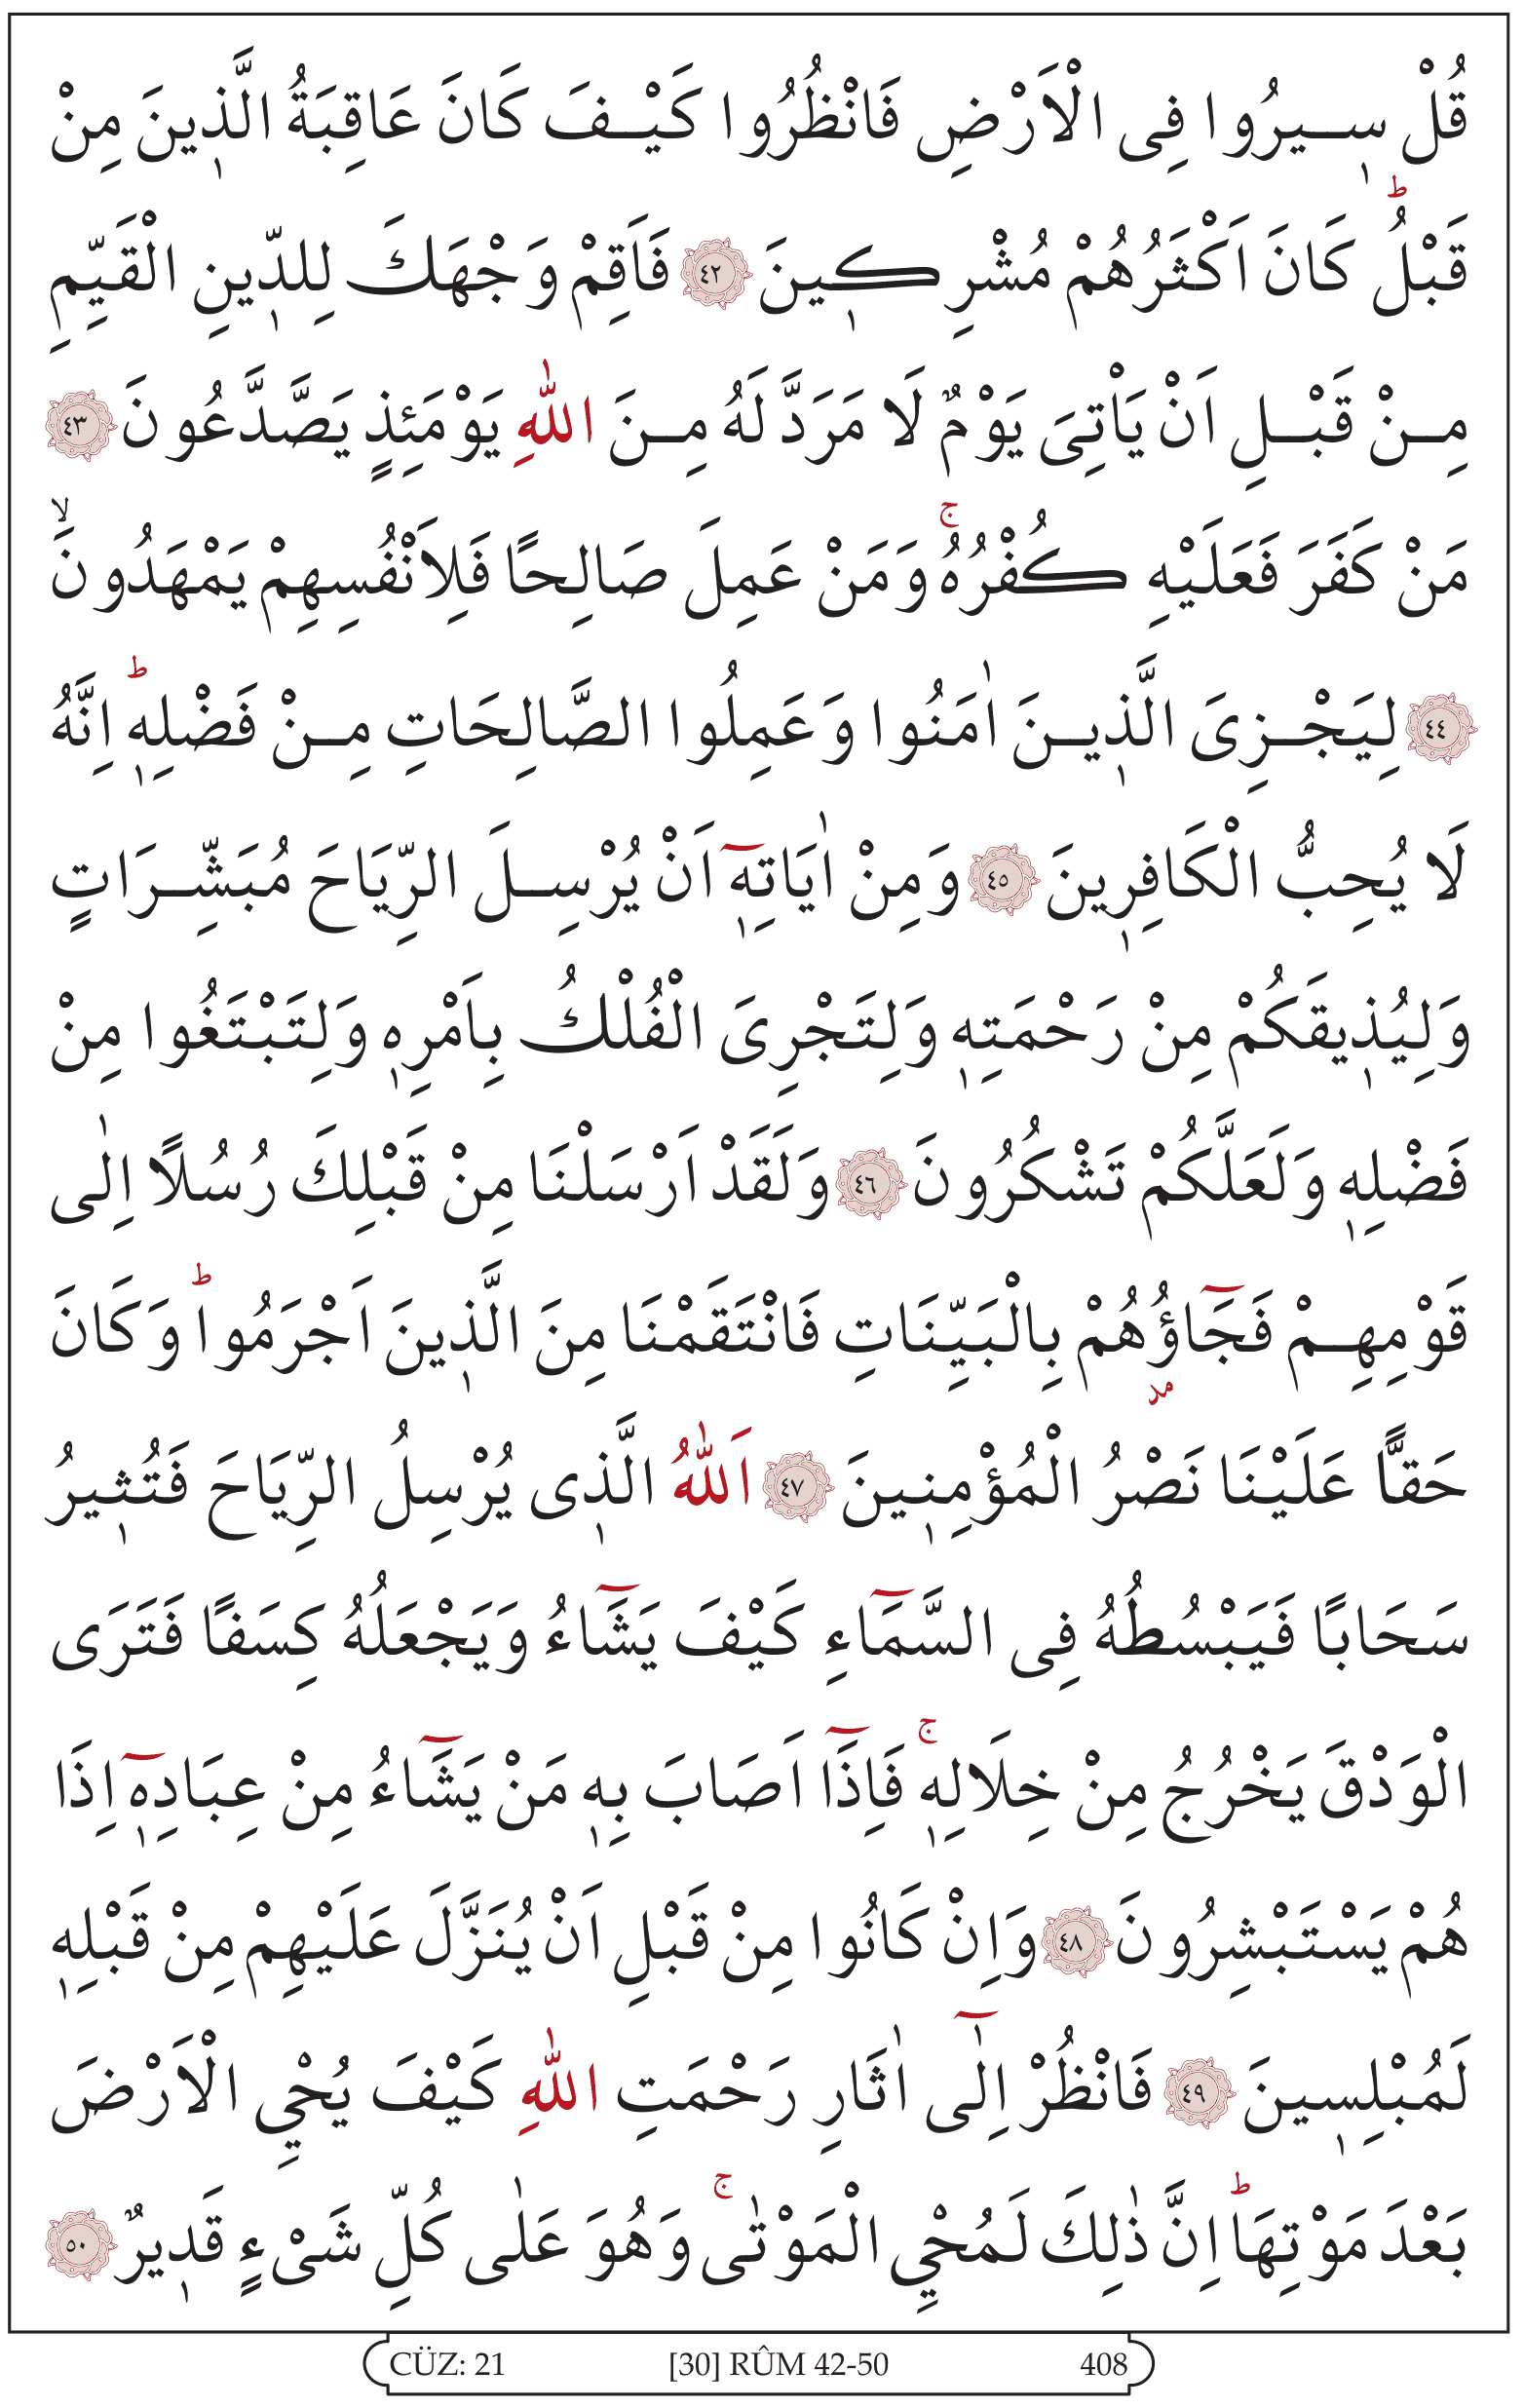 قُلْ سٖيرُوا فِى الْاَرْضِ فَانْظُرُوا كَيْفَ كَانَ عَاقِبَةُ الَّذٖينَ مِنْ
قَبْلُؕ كَانَ اَكْثَرُهُمْ مُشْرِكٖينَ ﴿٤٢﴾ فَاَقِمْ وَجْهَكَ لِلدّٖينِ الْقَيِّمِ
مِنْ قَبْلِ اَنْ يَاْتِىَ يَوْمٌ لَا مَرَدَّ لَهُ مِنَ اللّٰهِ يَوْمَئِذٍ يَصَّدَّعُونَ ﴿٤٣﴾
مَنْ كَفَرَ فَعَلَيْهِ كُفْرُهُۚ وَمَنْ عَمِلَ صَالِحًا فَلِاَنْفُسِهِمْ يَمْهَدُونَۙ
﴿٤٤﴾ لِيَجْزِىَ الَّذٖينَ اٰمَنُوا وَعَمِلُوا الصَّالِحَاتِ مِنْ فَضْلِهٖؕ اِنَّهُ
لَا يُحِبُّ الْكَافِرٖينَ ﴿٤٥﴾ وَمِنْ اٰيَاتِهٖٓ اَنْ يُرْسِلَ الرِّيَاحَ مُبَشِّرَاتٍ
وَلِيُذٖيقَكُمْ مِنْ رَحْمَتِهٖ وَلِتَجْرِىَ الْفُلْكُ بِاَمْرِهٖ وَلِتَبْتَغُوا مِنْ
فَضْلِهٖ وَلَعَلَّكُمْ تَشْكُرُونَ ﴿٤٦﴾ وَلَقَدْ اَرْسَلْنَا مِنْ قَبْلِكَ رُسُلًا اِلٰى
قَوْمِهِمْ فَجَٓاؤُهُمْ بِالْبَيِّنَاتِ فَانْتَقَمْنَا مِنَ الَّذٖينَ اَجْرَمُواؕ وَكَانَ
مد
حَقًّا عَلَيْنَا نَصْرُ الْمُؤْمِنٖينَ ﴿٤٧﴾ اَللّٰهُ الَّذٖى يُرْسِلُ الرِّيَاحَ فَتُثٖيرُ
سَحَابًا فَيَبْسُطُهُ فِى السَّمَٓاءِ كَيْفَ يَشَٓاءُ وَيَجْعَلُهُ كِسَفًا فَتَرَى
الْوَدْقَ يَخْرُجُ مِنْ خِلَالِهٖۚ فَاِذَٓا اَصَابَ بِهٖ مَنْ يَشَٓاءُ مِنْ عِبَادِهٖٓ اِذَا
هُمْ يَسْتَبْشِرُونَ ﴿٤٨﴾ وَاِنْ كَانُوا مِنْ قَبْلِ اَنْ يُنَزَّلَ عَلَيْهِمْ مِنْ قَبْلِهٖ
لَمُبْلِسٖينَ ﴿٤٩﴾ فَانْظُرْ اِلٰٓى اٰثَارِ رَحْمَتِ اللّٰهِ كَيْفَ يُحْيِ الْاَرْضَ
بَعْدَ مَوْتِهَاؕ اِنَّ ذٰلِكَ لَمُحْيِ الْمَوْتٰىۚ وَهُوَ عَلٰى كُلِّ شَیْءٍ قَدٖيرٌ ﴿٥٠﴾
CÜZ: 21 [30] RÛM 42-50 408